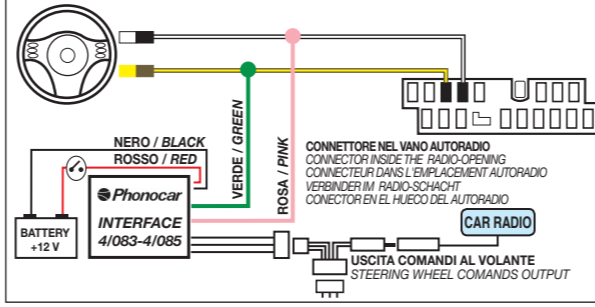 NERO / BLACK
ROSSO / RED
VERDE / GREEN
ROSA / PINK
CONNETTORE NEL VANO AUTORADIO
CONNECTOR INSIDE THE RADIO-OPENING
CONNECTEUR DANS L'EMPLACEMENT AUTORADIO
VERBINDER IM RADIO-SCHACHT
CONECTOR EN EL HUECO DEL AUTORADIO
Phonocar
INTERFACE
4/083-4/085
BATTERY
+12 V
CAR RADIO
USCITA COMANDI AL VOLANTE
STEERING WHEEL COMANDS OUTPUT